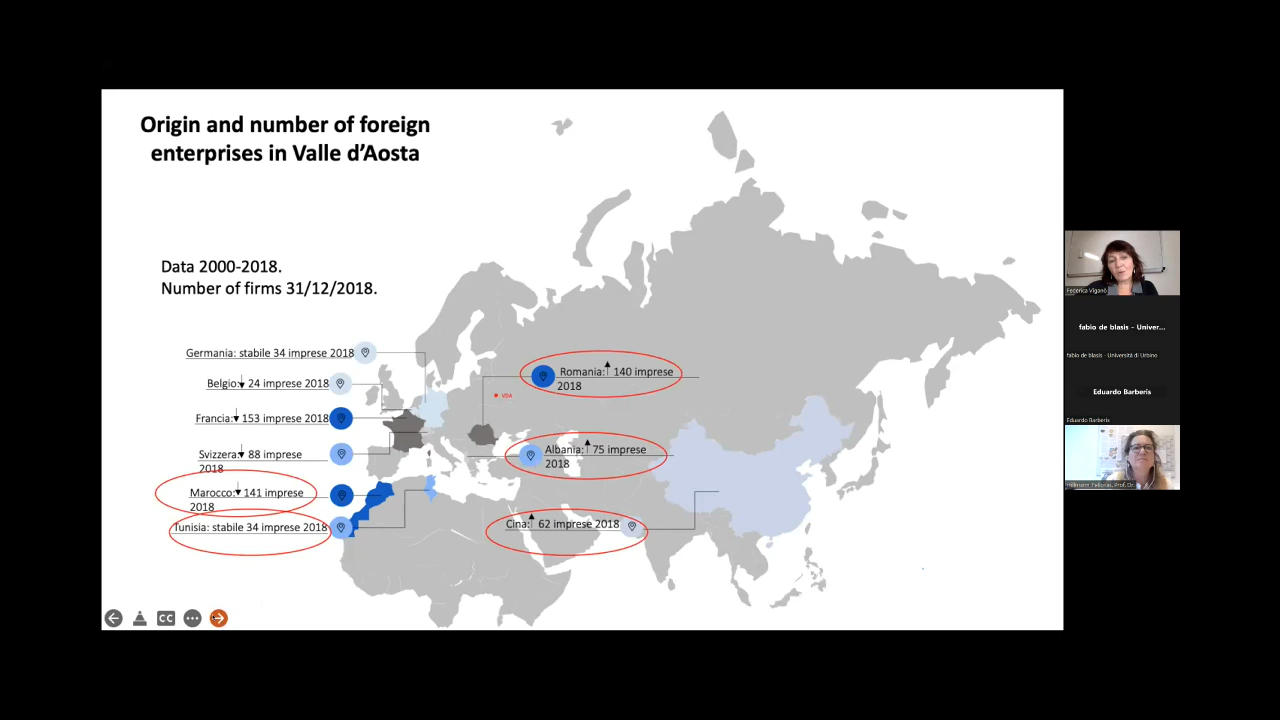 Origin and number of foreign
enterprises in Valle d'Aosta
Data 2000-2018.
Number of firms 31/12/2018.
Germania: stabile 34 imprese 2018
Belgio: 24 imprese 2018
Francia: 153 imprese 2018
Svizzera: 88 imprese
2018
Marocco: 141 imprese
2018
Tunisia: stabile 34 imprese 2018
Romania: 140 imprese
2018
VDA
Albania: 75 imprese
2018
Cina: 62 imprese 2018
CC
Federica Viganò
fabio de blasis - Univer...
fabio de blasis - Università di Urbino
Eduardo Barberis
Eduardo Barberis
Prof. Dr.